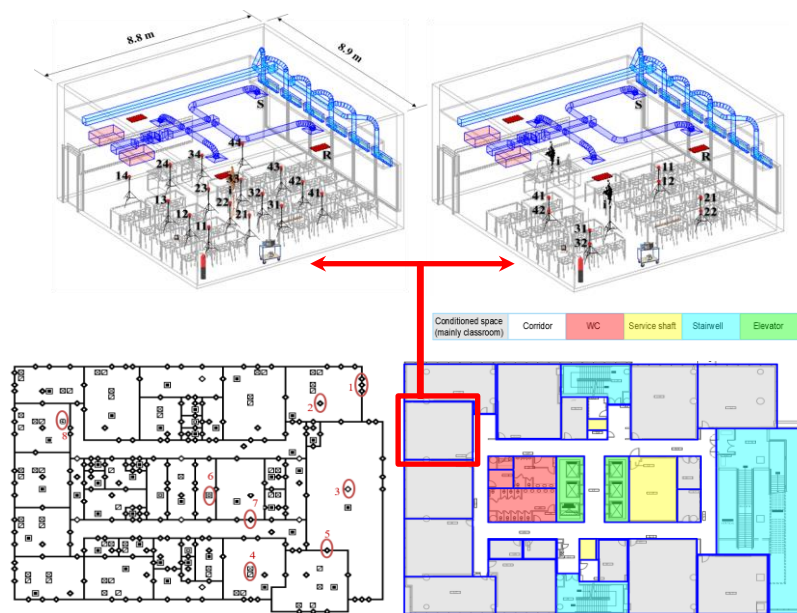 8.8 m
8.9 m
S
R
44
34
24
14
43
33
42
23
32
41
13
22
31
12
21
11
S
R
11
12
41
42
21
22
31
32
Conditioned space
(mainly classroom)
Corridor
WC
Service shaft
Stairwell
Elevator
1
2
8
3
6
7
5
4